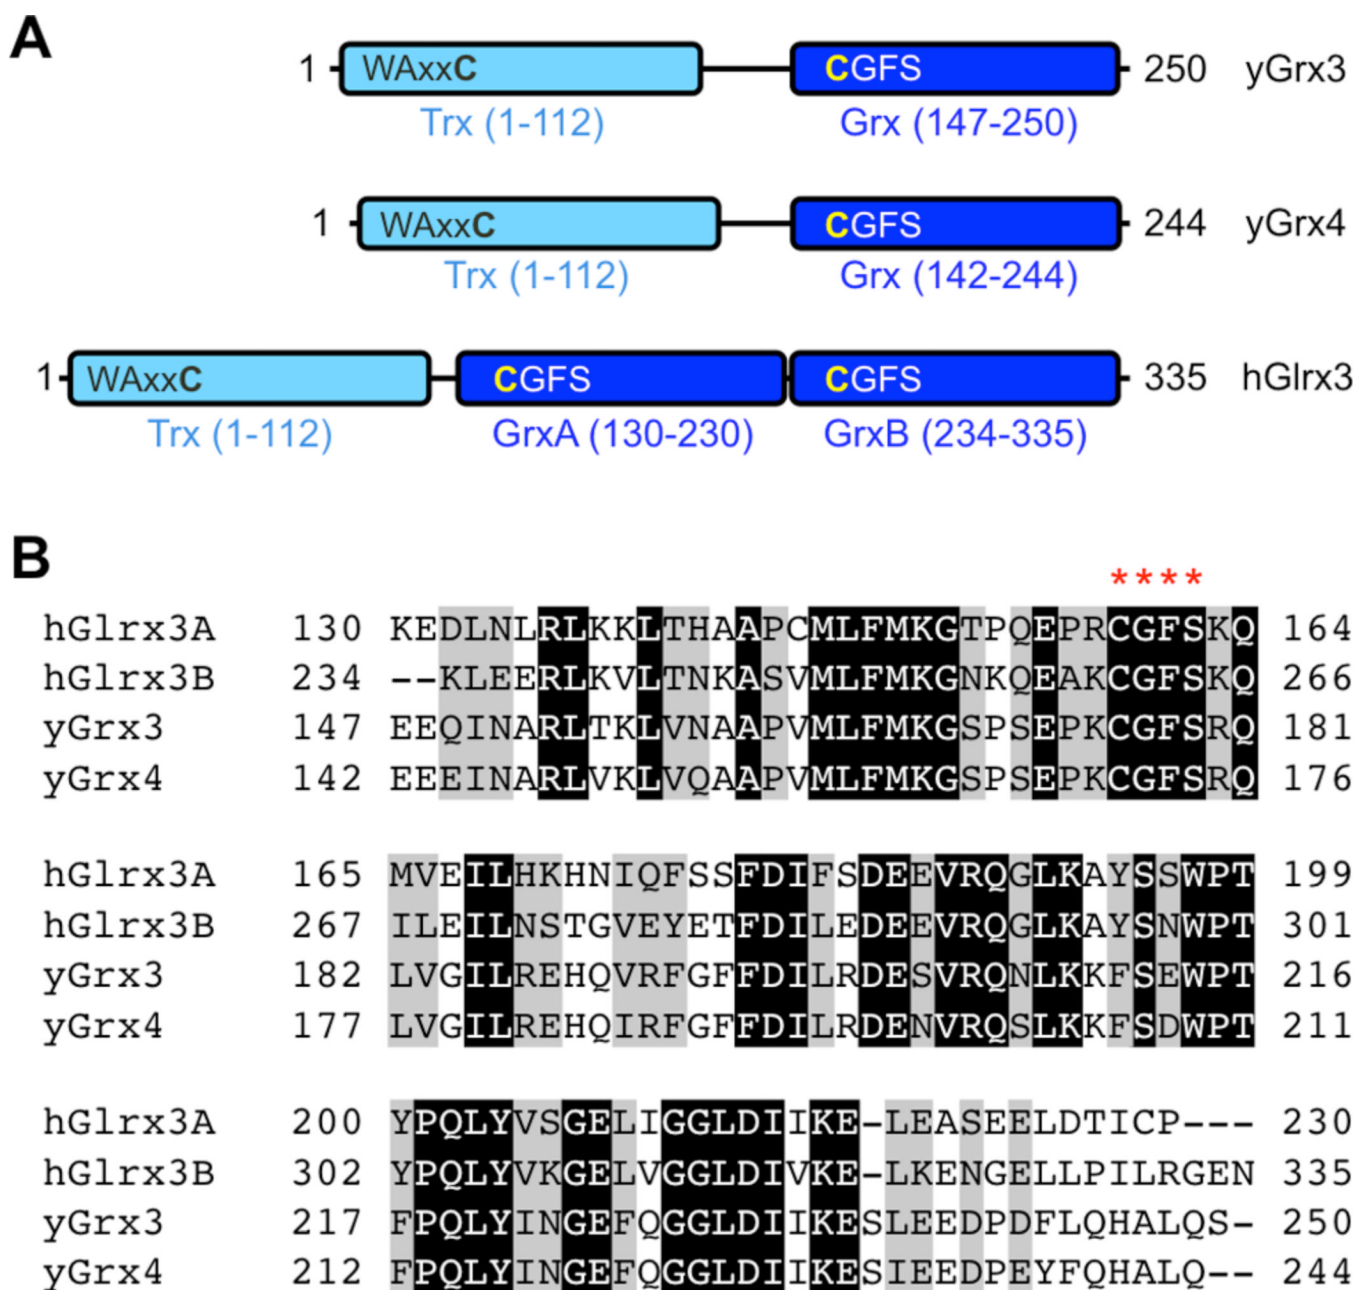 A
1 WAxxC CGFS 250 yGrx3
Trx (1-112) Grx (147-250)
1 WAxxC CGFS 244 yGrx4
Trx (1-112) Grx (142-244)
1 WAxxC CGFS CGFS 335 hGlrx3
Trx (1-112) GrxA (130-230) GrxB (234-335)
B
****
hGlrx3A 130 KEDLNLRLKKLTHAAPCMLFMKGTPQEPRCGFSKQ 164
hGlrx3B 234 --KLEERLKVLTNKASVMLFMKGNKQEAKCGFSKQ 266
yGrx3 147 EEQINARLTKLVNAAPVMLFMKGSPSEPKCGFSRQ 181
yGrx4 142 EEEINARLVKLVQAAPVMLFMKGSPSEPKCGFSRQ 176
hGlrx3A 165 MVEILHKHNIQFSSFDIFSDEEVRQGLKAYSSWPT 199
hGlrx3B 267 ILEILNSTGVEYETFDILEDEEVRQGLKAYSNWPT 301
yGrx3 182 LVGILREHQVRFGFFDILRDESVRQNLKKFSEWPT 216
yGrx4 177 LVGILREHQIRFGFFDILRDENVRQSLKKFSDWPT 211
hGlrx3A 200 YPQLYVSGELIGGLDIIKE-LEASEELDTICP--- 230
hGlrx3B 302 YPQLYVKGELVGGLDIVKE-LKENGELLPILRGEN 335
yGrx3 217 FPQLYINGEFQGGLDIIKESLEEDPDFLQHALQS- 250
yGrx4 212 FPQLYINGEFQGGLDIIKESIEEDPEYFQHALQ-- 244